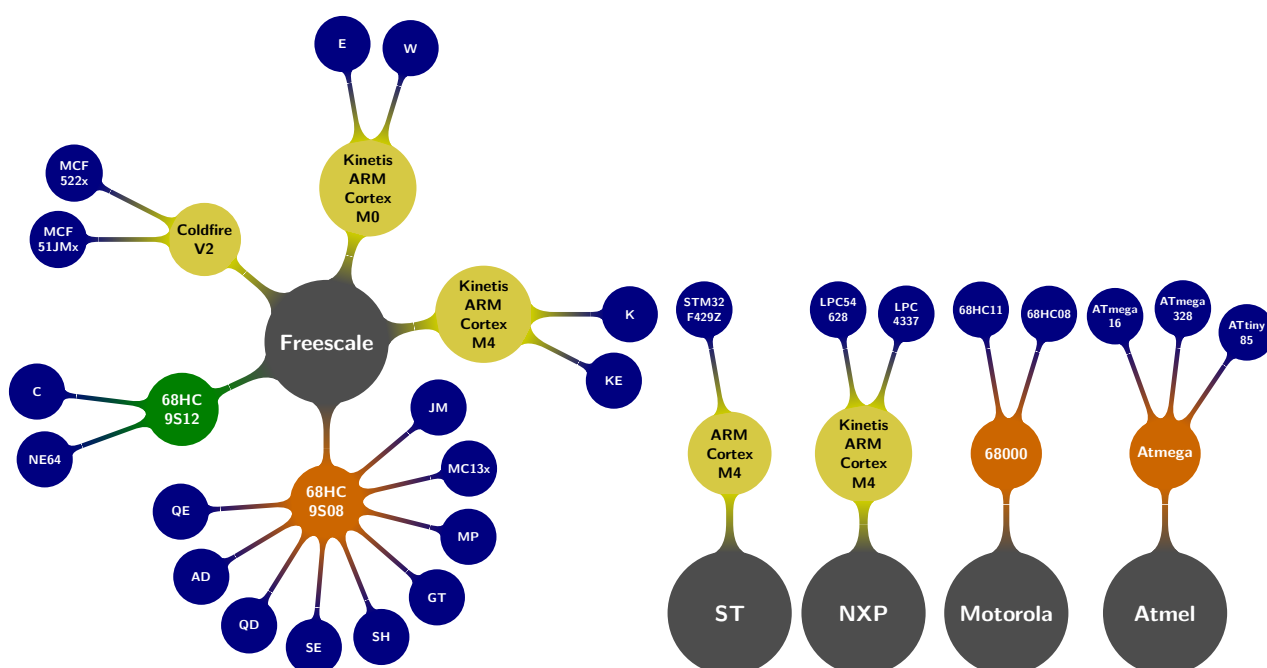 E
W
Kinetis
ARM
Cortex
M0
MCF
522x
MCF
51JMx
Coldfire
V2
Kinetis
ARM
Cortex
M4
K
KE
Freescale
C
NE64
68HC
9S12
68HC
9S08
JM
MC13x
MP
GT
SH
SE
QD
AD
QE
STM32
F429Z
ARM
Cortex
M4
ST
LPC54
628
LPC
4337
Kinetis
ARM
Cortex
M4
NXP
68HC11
68HC08
68000
Motorola
ATmega
16
ATmega
328
ATtiny
85
Atmega
Atmel